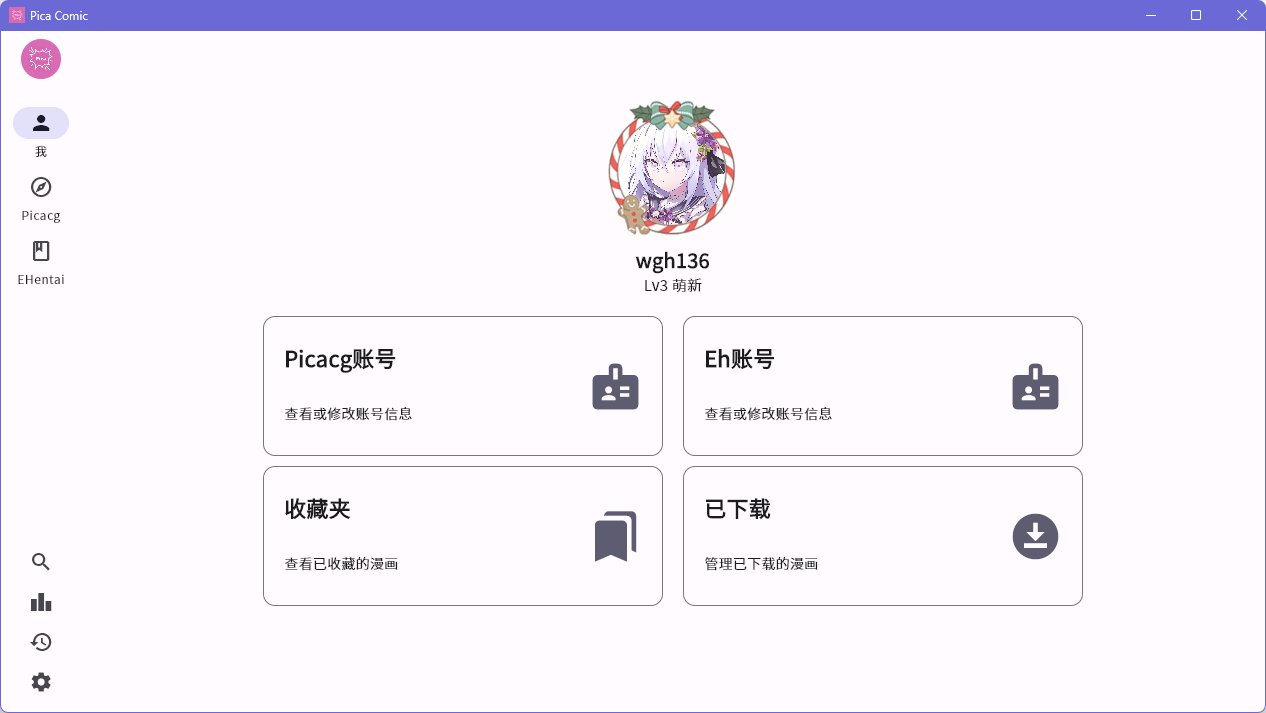 Pica Comic
我
Picacg
EHentai
wgh136
Lv3 萌新
Picacg账号
查看或修改账号信息
Eh账号
查看或修改账号信息
收藏夹
查看已收藏的漫画
已下载
管理已下载的漫画